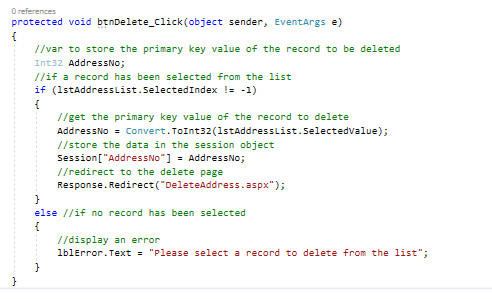 0 references
protected void btnDelete_Click(object sender, EventArgs e)
{
//var to store the primary key value of the record to be deleted
Int32 AddressNo;
//if a record has been selected from the list
if (lstAddressList.SelectedIndex != -1)
{
//get the primary key value of the record to delete
AddressNo = Convert.ToInt32(lstAddressList.SelectedValue);
//store the data in the session object
Session["AddressNo"] = AddressNo;
//redirect to the delete page
Response.Redirect("DeleteAddress.aspx");
}
else //if no record has been selected
{
//display an error
lblError.Text = "Please select a record to delete from the list";
}
}